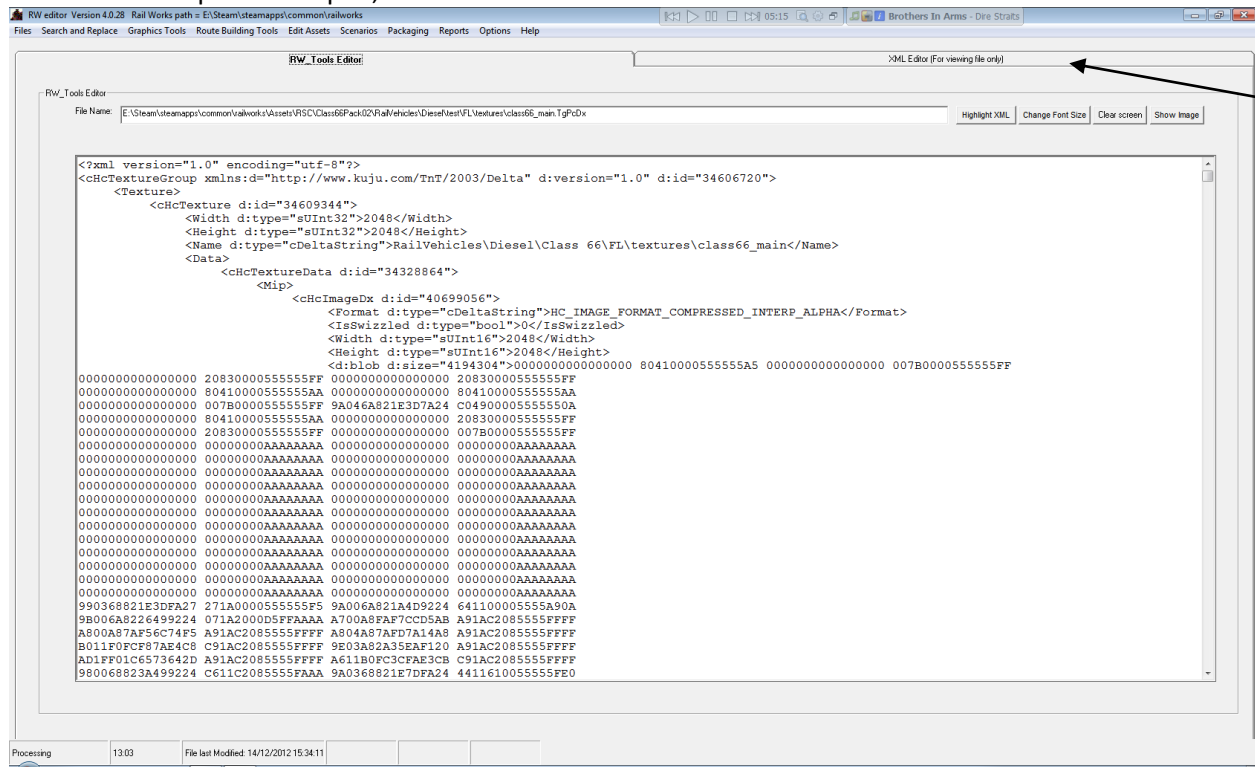 RW editor Version 4.0.28 Rail Works path = E:\Steam\steamapps\common\railworks 05:15 Brothers In Arms - Dire Straits
Files Search and Replace Graphics Tools Route Building Tools Edit Assets Scenarios Packaging Reports Options Help
RW_Tools Editor XML Editor (For viewing file only)
RW_Tools Editor
File Name: E:\Steam\steamapps\common\railworks\Assets\RSC\Class66Pack02\RailVehicles\Diesel\test\FL\textures\class66_main.TgPcDx Highlight XML Change Font Size Clear screen Show Image
<?xml version="1.0" encoding="utf-8"?>
<cHcTextureGroup xmlns:d="http://www.kuju.com/TnT/2003/Delta" d:version="1.0" d:id="34606720">
<Texture>
<cHcTexture d:id="34609344">
<Width d:type="sUInt32">2048</Width>
<Height d:type="sUInt32">2048</Height>
<Name d:type="cDeltaString">RailVehicles\Diesel\Class 66\FL\textures\class66_main</Name>
<Data>
<cHcTextureData d:id="34328864">
<Mip>
<cHcImageDx d:id="40699056">
<Format d:type="cDeltaString">HC_IMAGE_FORMAT_COMPRESSED_INTERP_ALPHA</Format>
<IsSwizzled d:type="bool">0</IsSwizzled>
<Width d:type="sUInt16">2048</Width>
<Height d:type="sUInt16">2048</Height>
<d:blob d:size="4194304">0000000000000000 80410000555555A5 0000000000000000 007B0000555555FF
0000000000000000 20830000555555FF 0000000000000000 20830000555555FF
0000000000000000 80410000555555AA 0000000000000000 80410000555555AA
0000000000000000 007B0000555555FF 9A046A821E3D7A24 C04900005555550A
0000000000000000 80410000555555AA 0000000000000000 20830000555555FF
0000000000000000 20830000555555FF 0000000000000000 007B0000555555FF
0000000000000000 00000000AAAAAAAA 0000000000000000 00000000AAAAAAAA
0000000000000000 00000000AAAAAAAA 0000000000000000 00000000AAAAAAAA
0000000000000000 00000000AAAAAAAA 0000000000000000 00000000AAAAAAAA
0000000000000000 00000000AAAAAAAA 0000000000000000 00000000AAAAAAAA
0000000000000000 00000000AAAAAAAA 0000000000000000 00000000AAAAAAAA
0000000000000000 00000000AAAAAAAA 0000000000000000 00000000AAAAAAAA
0000000000000000 00000000AAAAAAAA 0000000000000000 00000000AAAAAAAA
0000000000000000 00000000AAAAAAAA 0000000000000000 00000000AAAAAAAA
0000000000000000 00000000AAAAAAAA 0000000000000000 00000000AAAAAAAA
0000000000000000 00000000AAAAAAAA 0000000000000000 00000000AAAAAAAA
0000000000000000 00000000AAAAAAAA 0000000000000000 00000000AAAAAAAA
0000000000000000 00000000AAAAAAAA 0000000000000000 00000000AAAAAAAA
990368821E3DFA27 271A0000555555F5 9A006A821A4D9224 641100005555A90A
9B006A8226499224 071A2000D5FFAAAA A700A8FAF7CCD5AB A91AC2085555FFFF
A800A87AF56C74F5 A91AC2085555FFFF A804A87AFD7A14A8 A91AC2085555FFFF
B011F0FCF87AE4C8 C91AC2085555FFFF 9E03A82A35EAF120 A91AC2085555FFFF
AD1FF01C6573642D A91AC2085555FFFF A611B0FC3CFAE3CB C91AC2085555FFFF
980068823A499224 C611C2085555FAAA 9A0368821E7DFA24 4411610055555FE0
Processing 13:03 File last Modified: 14/12/2012 15:34:11